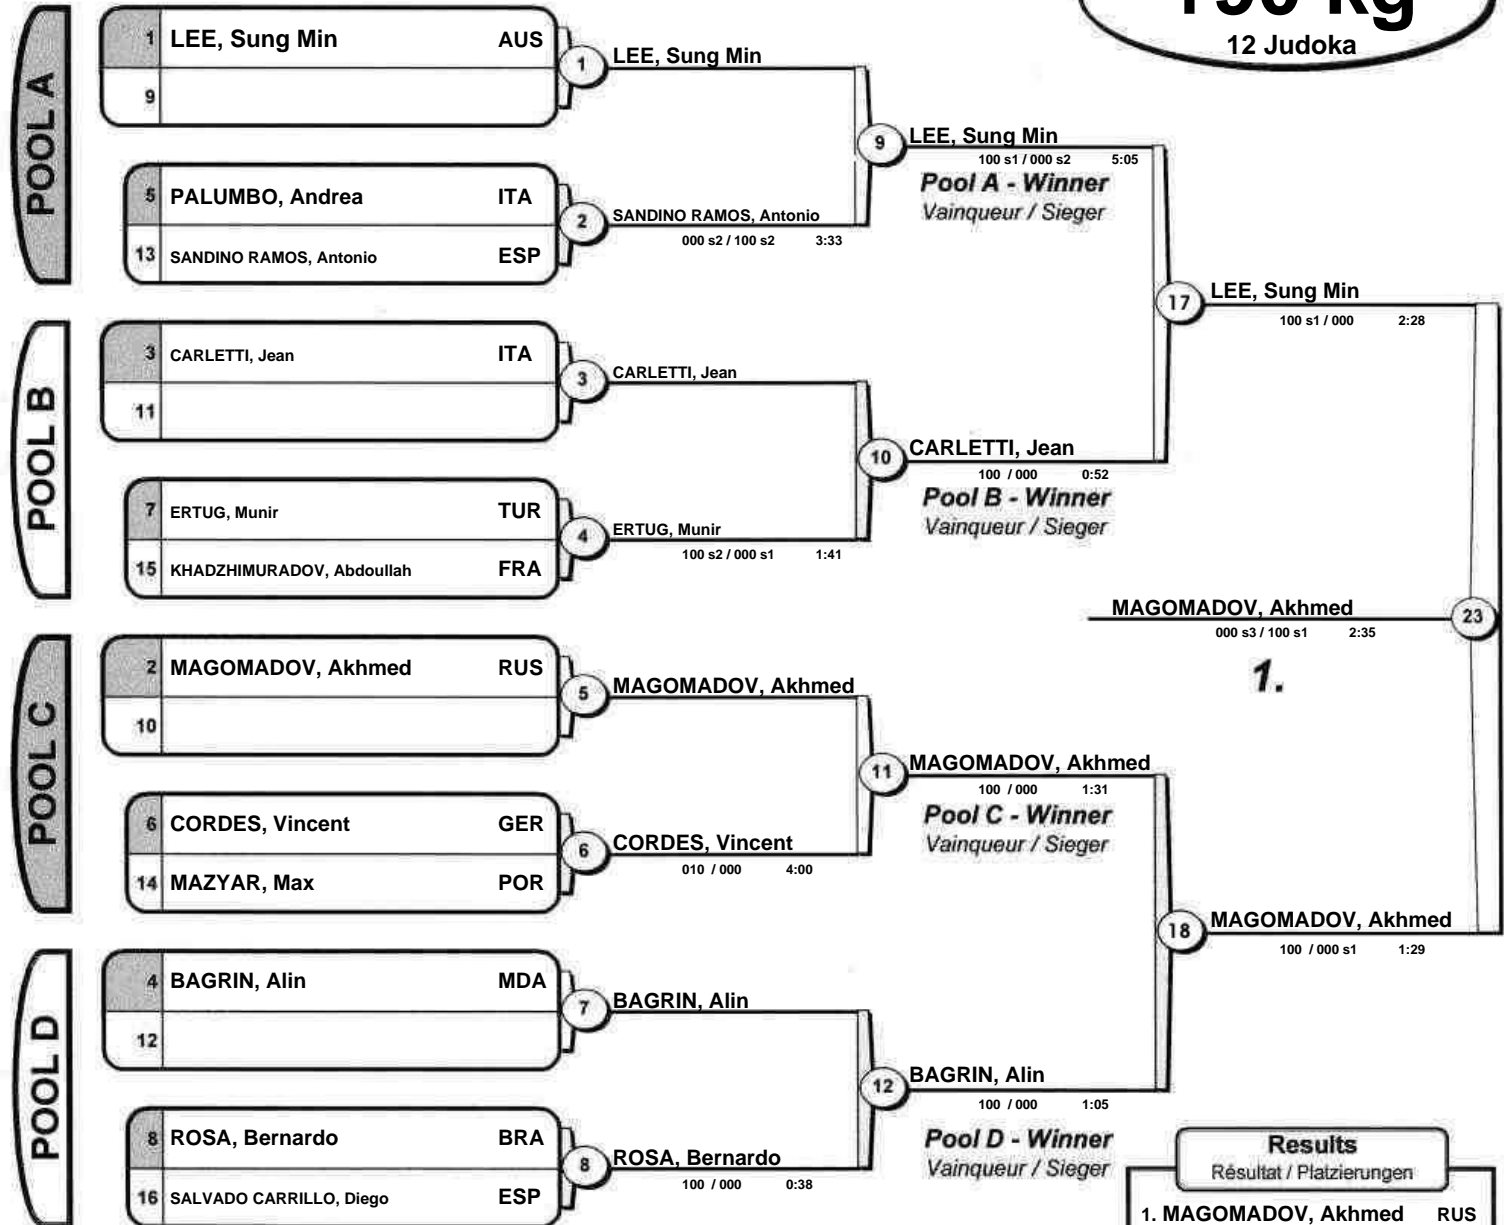 12 Judoka
POOL A
1 LEE, Sung Min AUS
9
1
LEE, Sung Min
5 PALUMBO, Andrea ITA
13 SANDINO RAMOS, Antonio ESP
2
SANDINO RAMOS, Antonio
000 s2 / 100 s2 3:33
9
LEE, Sung Min
100 s1 / 000 s2 5:05
Pool A - Winner
Vainqueur / Sieger
POOL B
3 CARLETTI, Jean ITA
11
3
CARLETTI, Jean
7 ERTUG, Munir TUR
15 KHADZHIMURADOV, Abdoullah FRA
4
ERTUG, Munir
100 s2 / 000 s1 1:41
10
CARLETTI, Jean
100 / 000 0:52
Pool B - Winner
Vainqueur / Sieger
17
LEE, Sung Min
100 s1 / 000 2:28
POOL C
2 MAGOMADOV, Akhmed RUS
10
5
MAGOMADOV, Akhmed
6 CORDES, Vincent GER
14 MAZYAR, Max POR
6
CORDES, Vincent
010 / 000 4:00
11
MAGOMADOV, Akhmed
100 / 000 1:31
Pool C - Winner
Vainqueur / Sieger
POOL D
4 BAGRIN, Alin MDA
12
7
BAGRIN, Alin
8 ROSA, Bernardo BRA
16 SALVADO CARRILLO, Diego ESP
8
ROSA, Bernardo
100 / 000 0:38
12
BAGRIN, Alin
100 / 000 1:05
Pool D - Winner
Vainqueur / Sieger
18
MAGOMADOV, Akhmed
100 / 000 s1 1:29
MAGOMADOV, Akhmed
23
000 s3 / 100 s1 2:35
1.
Results
Résultat / Platzierungen
1. MAGOMADOV, Akhmed RUS